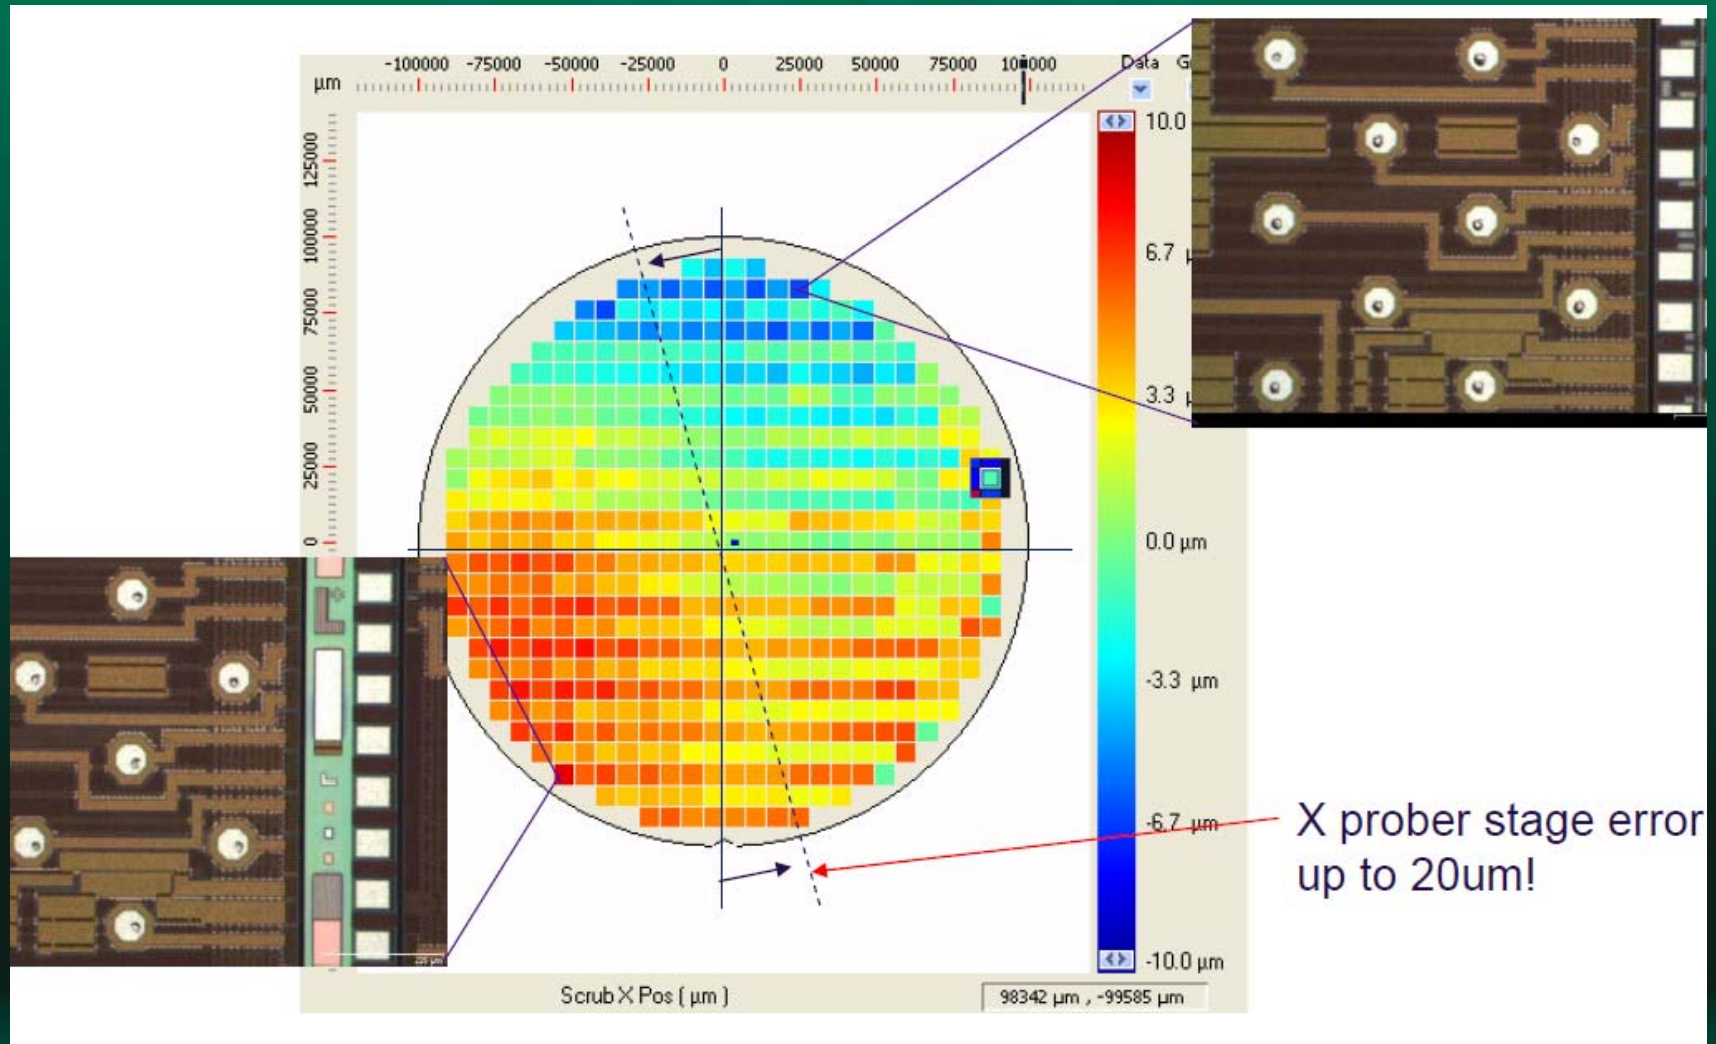 -100000 -75000 -50000 -25000 0 25000 50000 75000 100000
Data
μm
125000
100000
75000
50000
25000
0
10.0
6.7
3.3
0.0 μm
-3.3 μm
-6.7 μm
-10.0 μm
X prober stage error
up to 20um!
Scrub X Pos ( μm )
98342 μm , -99585 μm